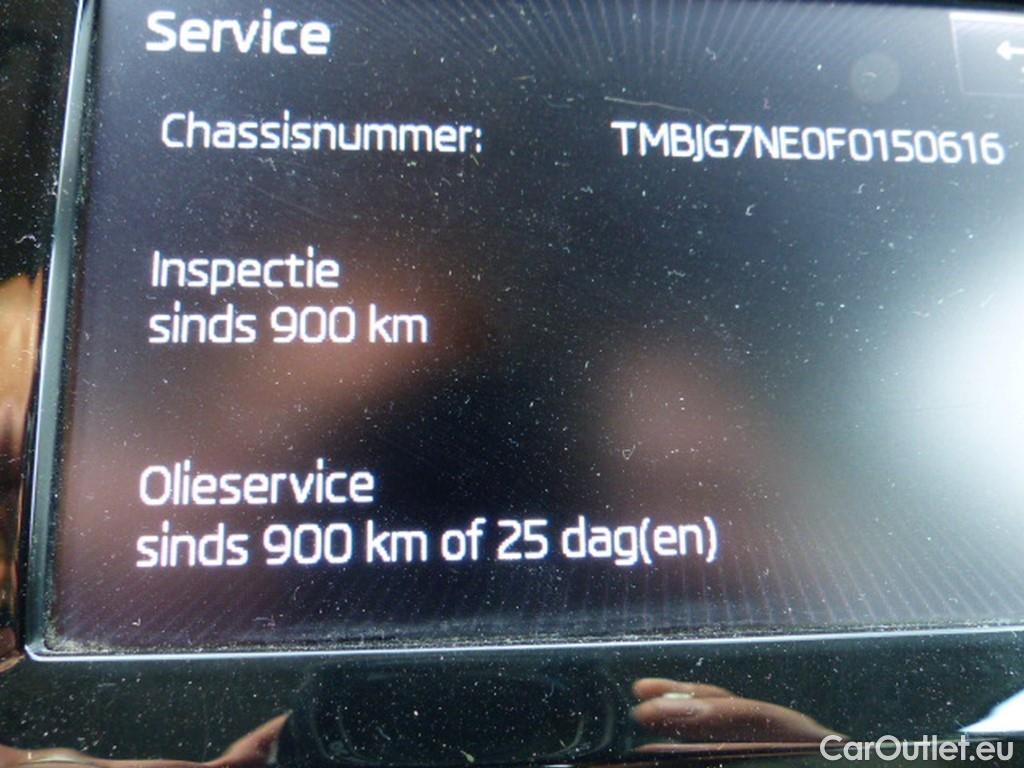 Service
Chassisnummer: TMBJG7NE0F0150616
Inspectie
sinds 900 km
Olieservice
sinds 900 km of 25 dag(en)
CarOutlet.eu